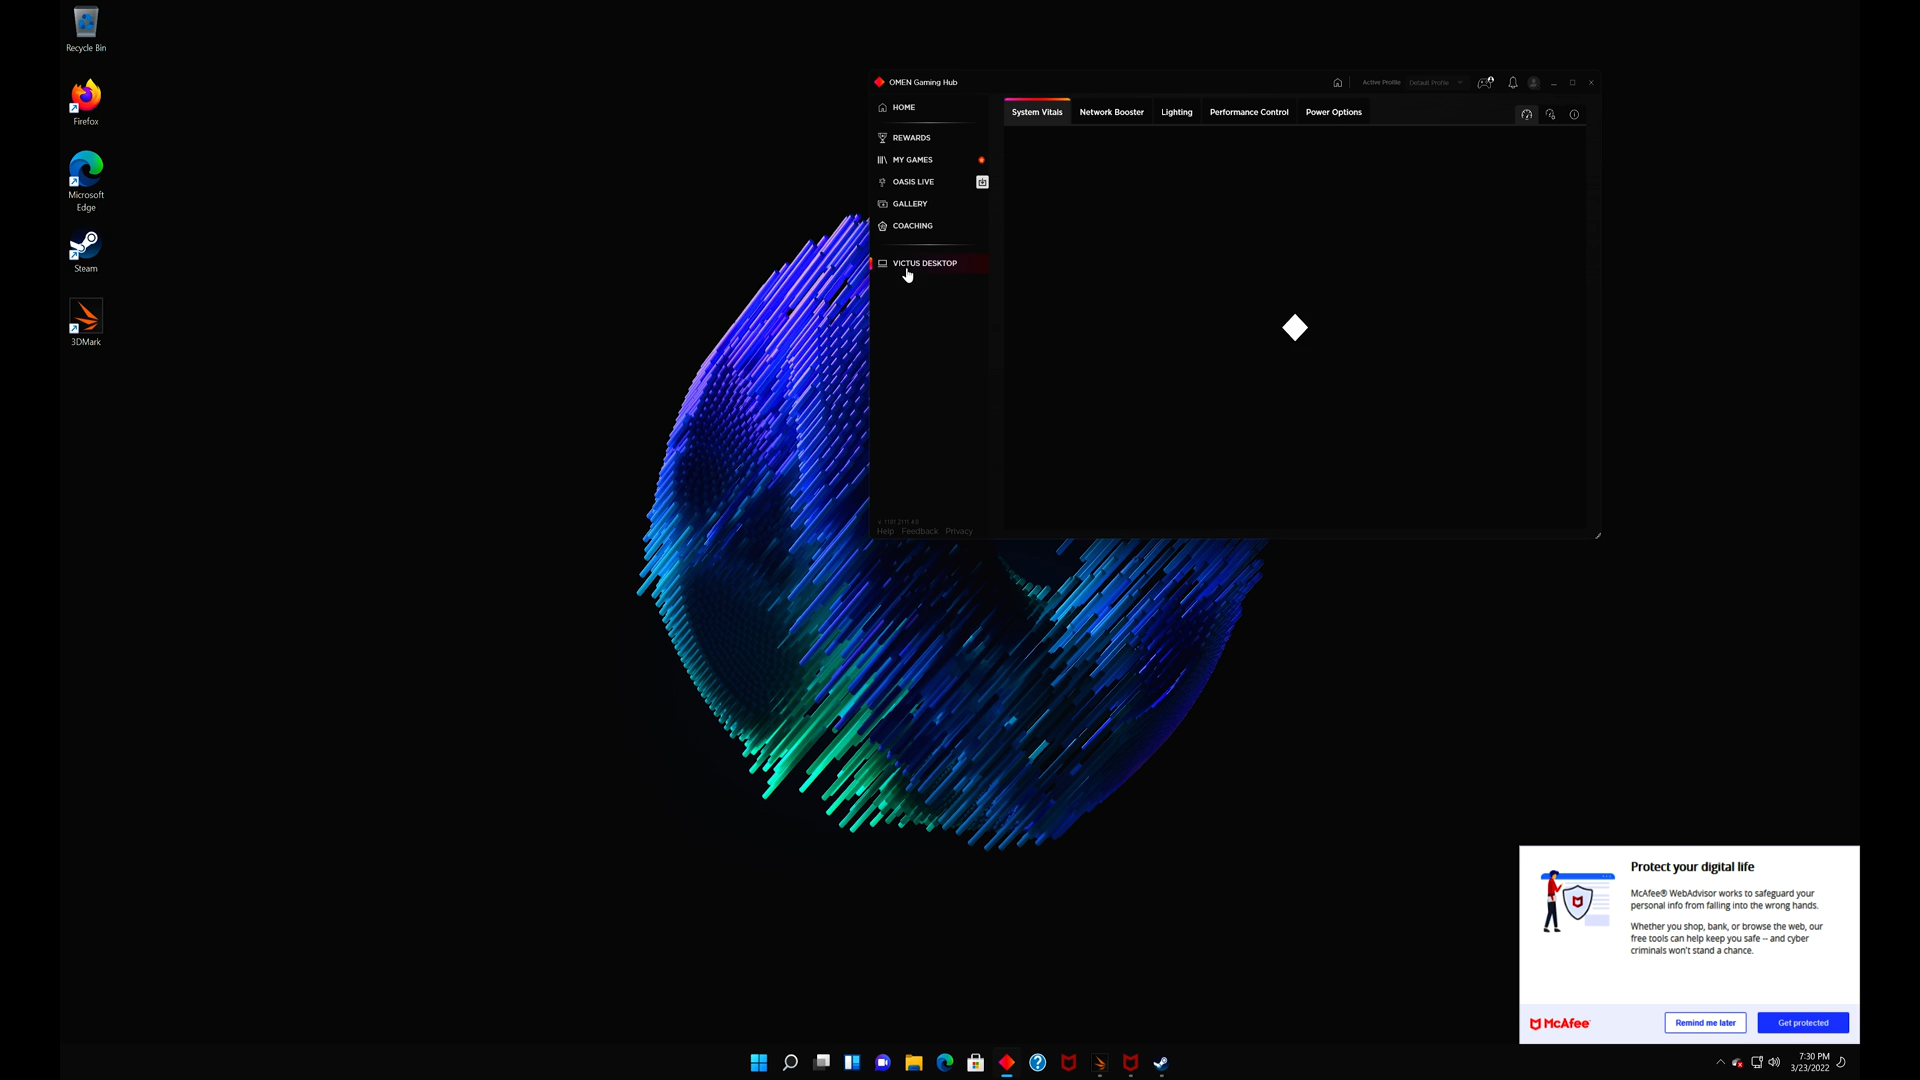 Recycle Bin
Firefox
Microsoft
Edge
Steam
3DMark
OMEN Gaming Hub
Active Profile
Default Profile
HOME
REWARDS
MY GAMES
OASIS LIVE
GALLERY
COACHING
VICTUS DESKTOP
Help Feedback Privacy
System Vitals
Network Booster
Lighting
Performance Control
Power Options
Protect your digital life
McAfee® WebAdvisor works to safeguard your
personal info from falling into the wrong hands.
Whether you shop, bank, or browse the web, our
free tools can help keep you safe -- and cyber
criminals won't stand a chance.
McAfee
Remind me later
Get protected
7:30 PM
3/23/2022